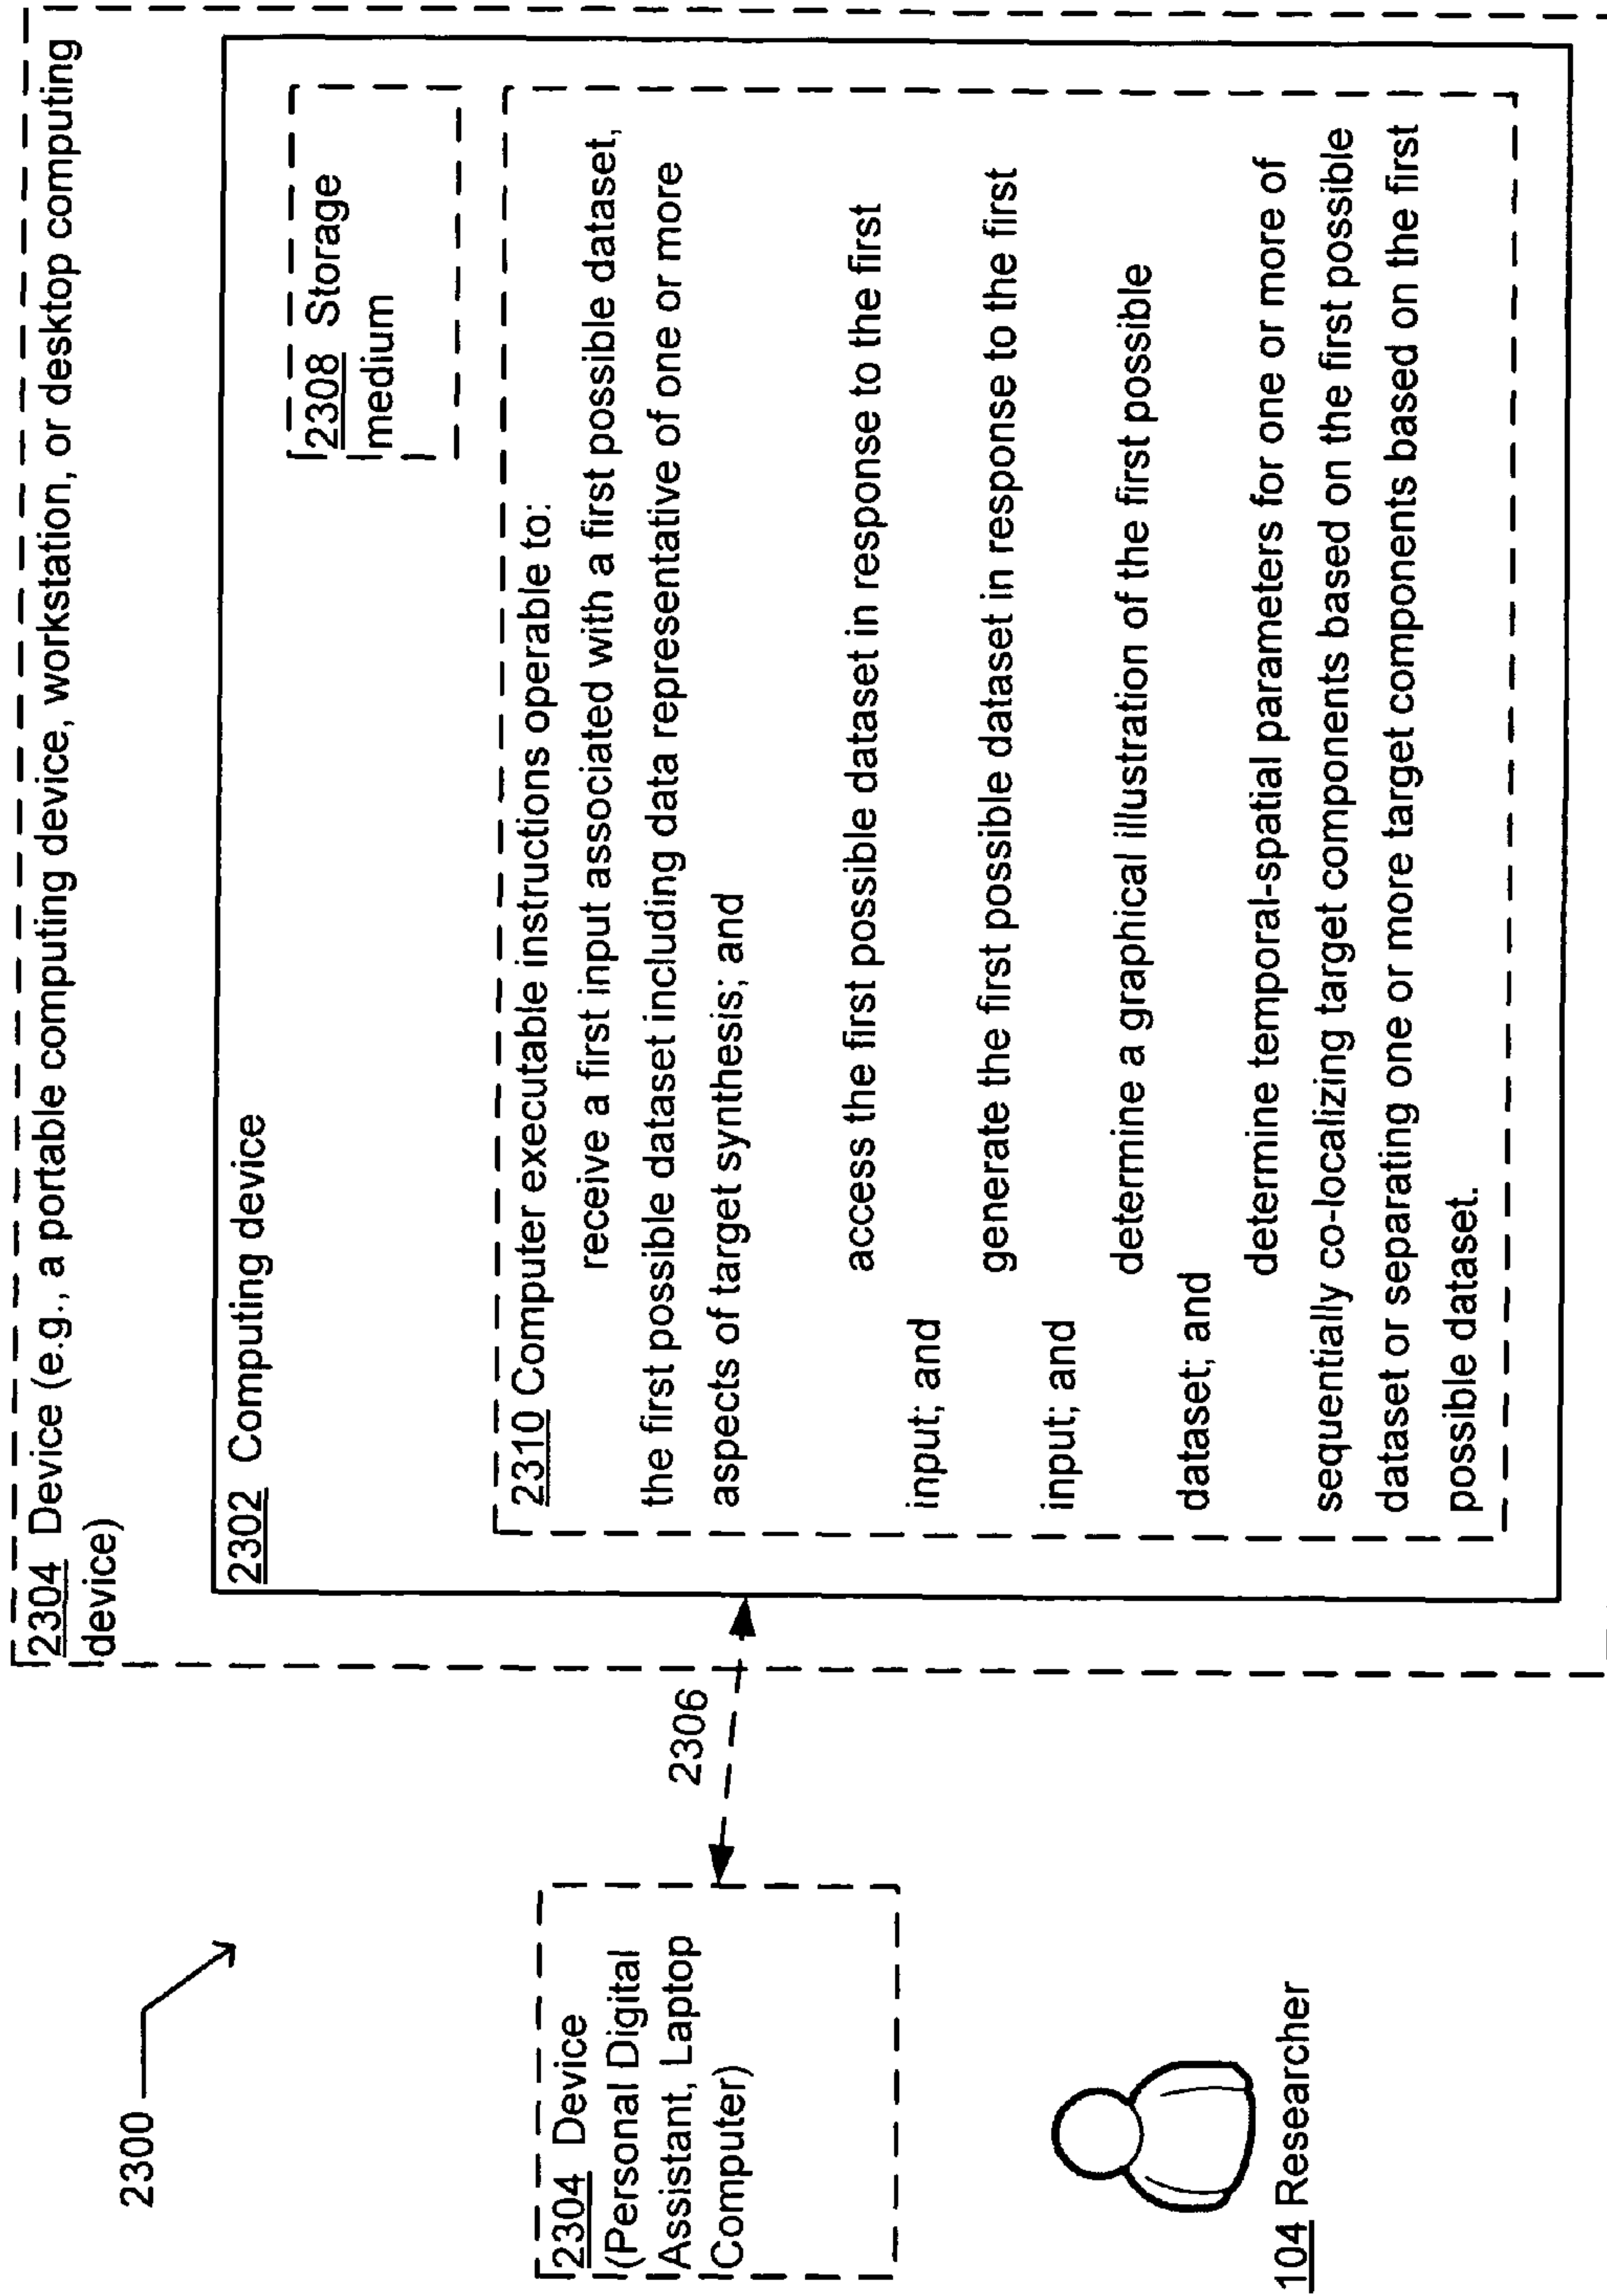 2300
2304 Device (e.g., a portable computing device, workstation, or desktop computing
device)
2302 Computing device
2308 Storage
medium
2310 Computer executable instructions operable to:
receive a first input associated with a first possible dataset,
the first possible dataset including data representative of one or more
aspects of target synthesis; and
access the first possible dataset in response to the first
input; and
generate the first possible dataset in response to the first
input; and
determine a graphical illustration of the first possible
dataset; and
determine temporal-spatial parameters for one or more of
sequentially co-localizing target components based on the first possible
dataset or separating one or more target components based on the first
possible dataset.
2306
2304 Device
(Personal Digital
Assistant, Laptop
Computer)
104 Researcher